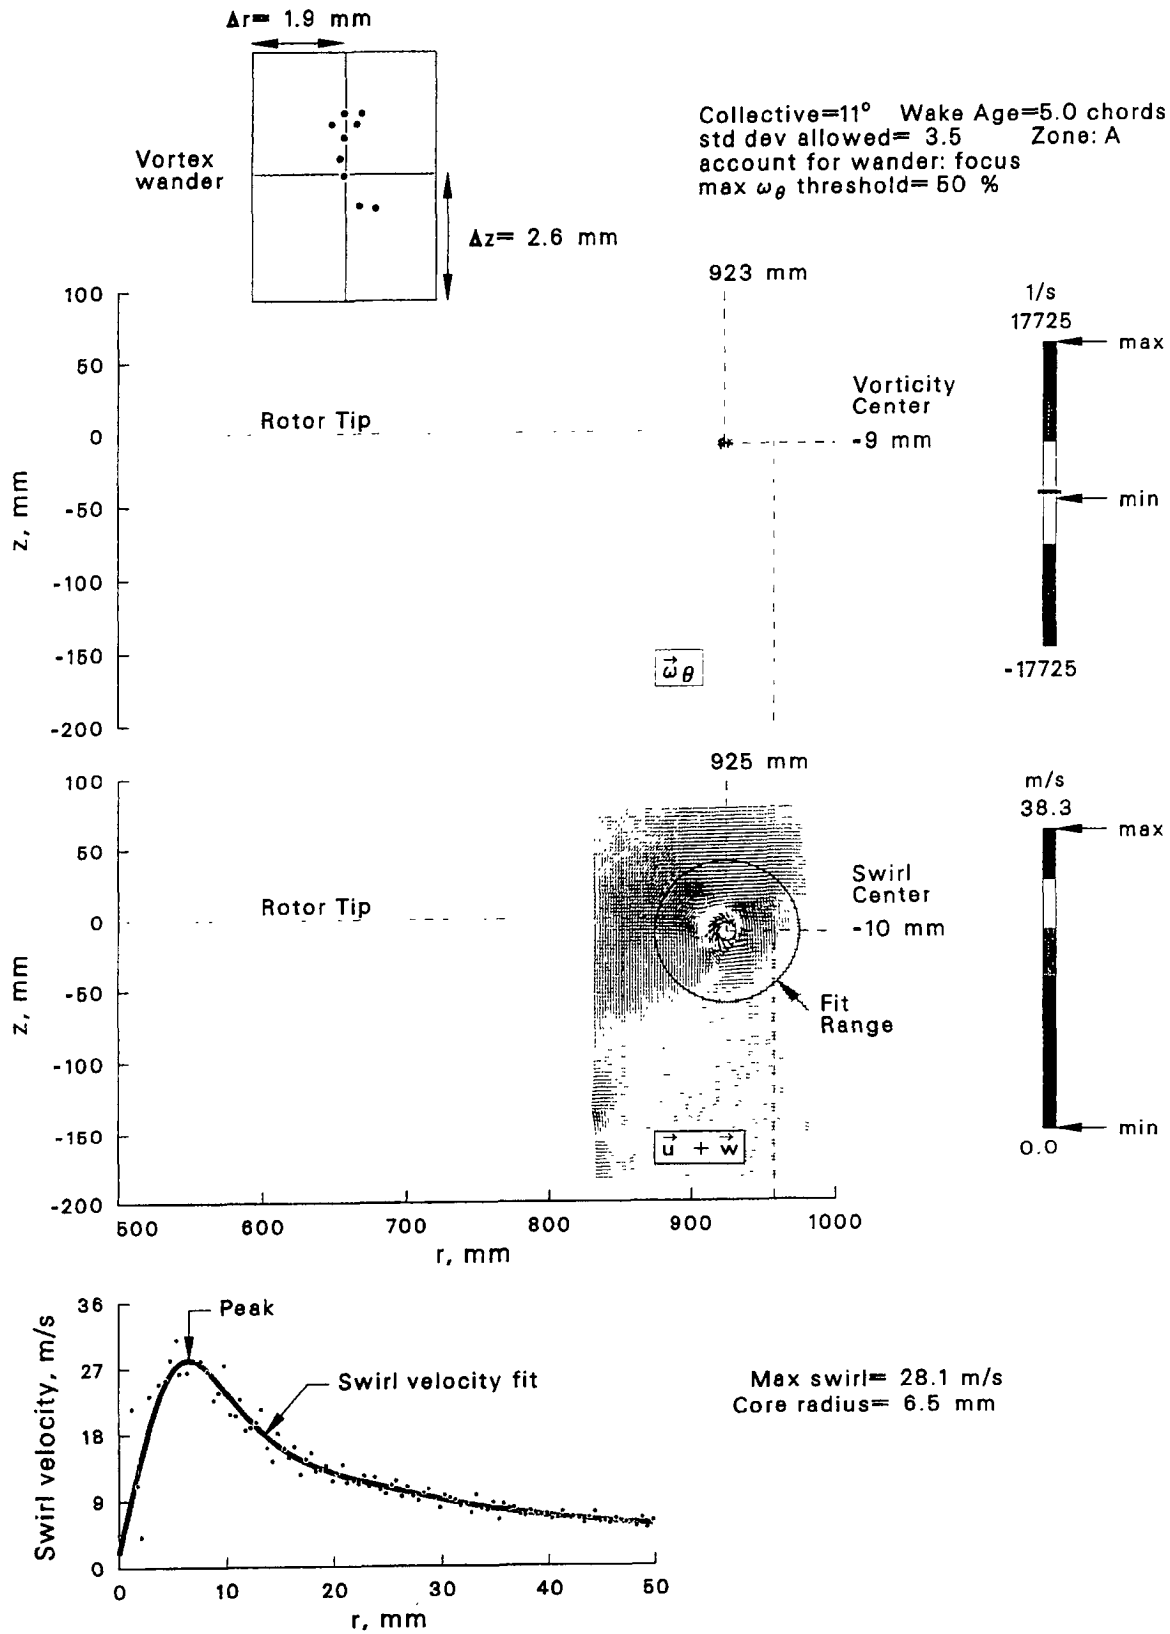 Δr= 1.9 mm
Vortex
wander
Δz= 2.6 mm
Collective=11° Wake Age=5.0 chords
std dev allowed= 3.5 Zone: A
account for wander: focus
max ωθ threshold= 50 %
923 mm
100
50
0
-50
-100
-150
-200
z, mm
Rotor Tip
Vorticity
Center
-9 mm
ω⃗θ
1/s
17725
max
min
-17725
925 mm
100
50
0
-50
-100
-150
-200
z, mm
Rotor Tip
Swirl
Center
-10 mm
Fit
Range
u⃗ + w⃗
m/s
38.3
max
min
0.0
500 600 700 800 900 1000
r, mm
36
27
18
9
0
Swirl velocity, m/s
Peak
Swirl velocity fit
Max swirl= 28.1 m/s
Core radius= 6.5 mm
0 10 20 30 40 50
r, mm